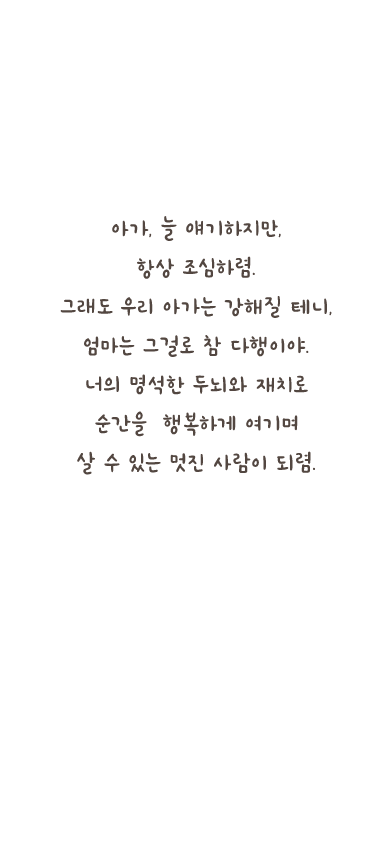 아가, 늘 얘기하지만,
항상 조심하렴.
그래도 우리 아가는 강해질 테니,
엄마는 그걸로 참 다행이야.
너의 명석한 두뇌와 재치로
순간을 행복하게 여기며
살 수 있는 멋진 사람이 되렴.